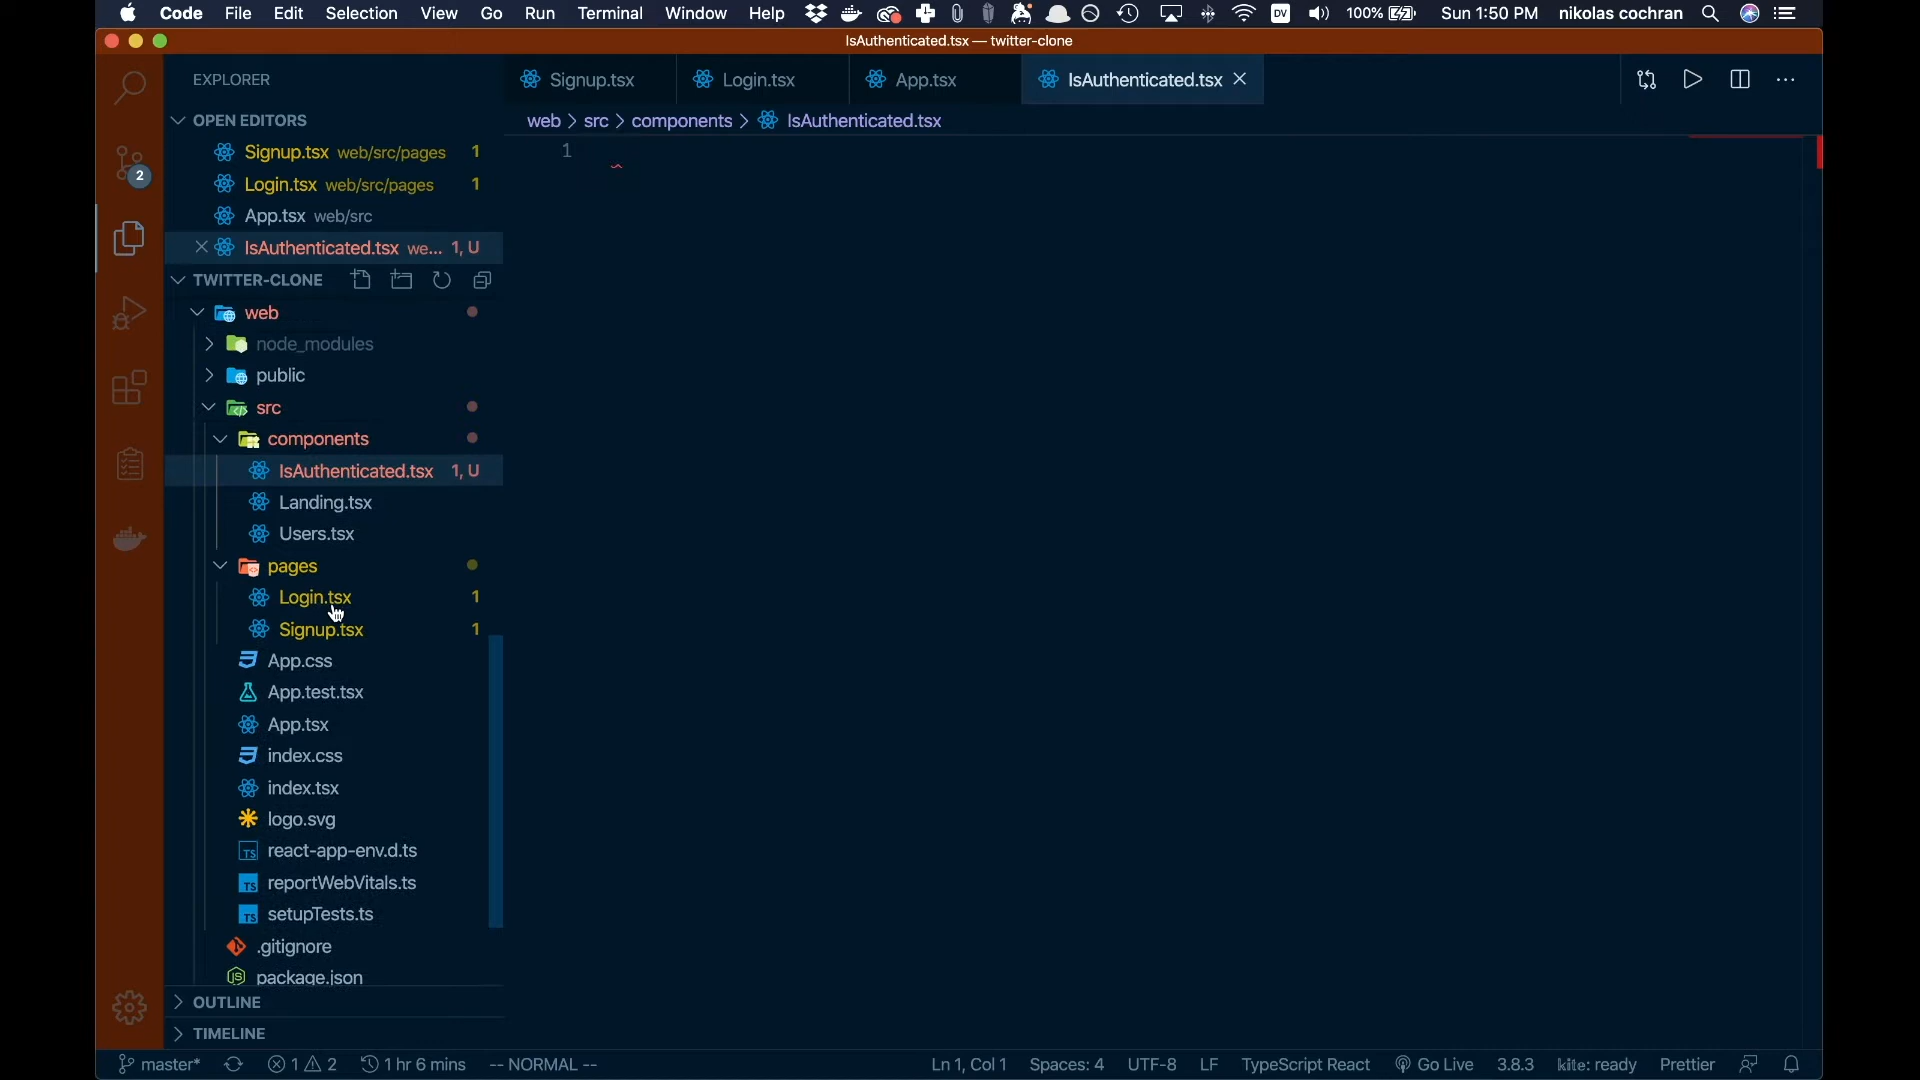 Code File Edit Selection View Go Run Terminal Window Help DV 100% Sun 1:50 PM nikolas cochran
IsAuthenticated.tsx — twitter-clone
EXPLORER
Signup.tsx Login.tsx App.tsx IsAuthenticated.tsx
OPEN EDITORS
web > src > components > IsAuthenticated.tsx
Signup.tsx web/src/pages 1
1
Login.tsx web/src/pages 1
App.tsx web/src
IsAuthenticated.tsx we... 1, U
TWITTER-CLONE
web
node_modules
public
src
components
IsAuthenticated.tsx 1, U
Landing.tsx
Users.tsx
pages
Login.tsx 1
Signup.tsx 1
App.css
App.test.tsx
App.tsx
index.css
index.tsx
logo.svg
react-app-env.d.ts
reportWebVitals.ts
setupTests.ts
.gitignore
package.json
OUTLINE
TIMELINE
2
master* 1 2 1 hr 6 mins -- NORMAL -- Ln 1, Col 1 Spaces: 4 UTF-8 LF TypeScript React Go Live 3.8.3 kite: ready Prettier